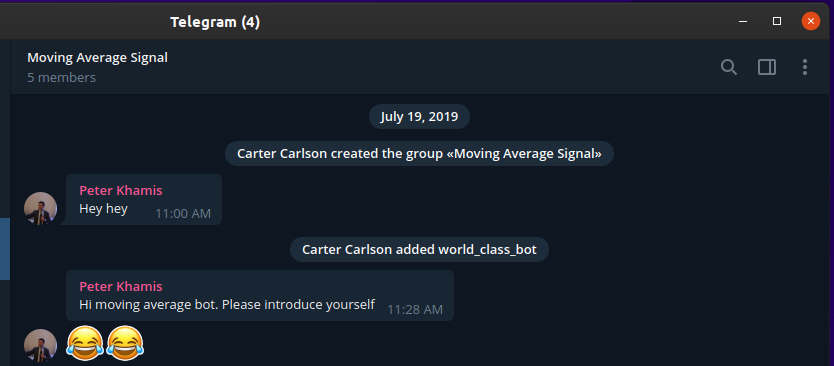 Telegram (4)
Moving Average Signal
5 members
July 19, 2019
Carter Carlson created the group «Moving Average Signal»
Peter Khamis
Hey hey
11:00 AM
Carter Carlson added world_class_bot
Peter Khamis
Hi moving average bot. Please introduce yourself
11:28 AM
😂😂